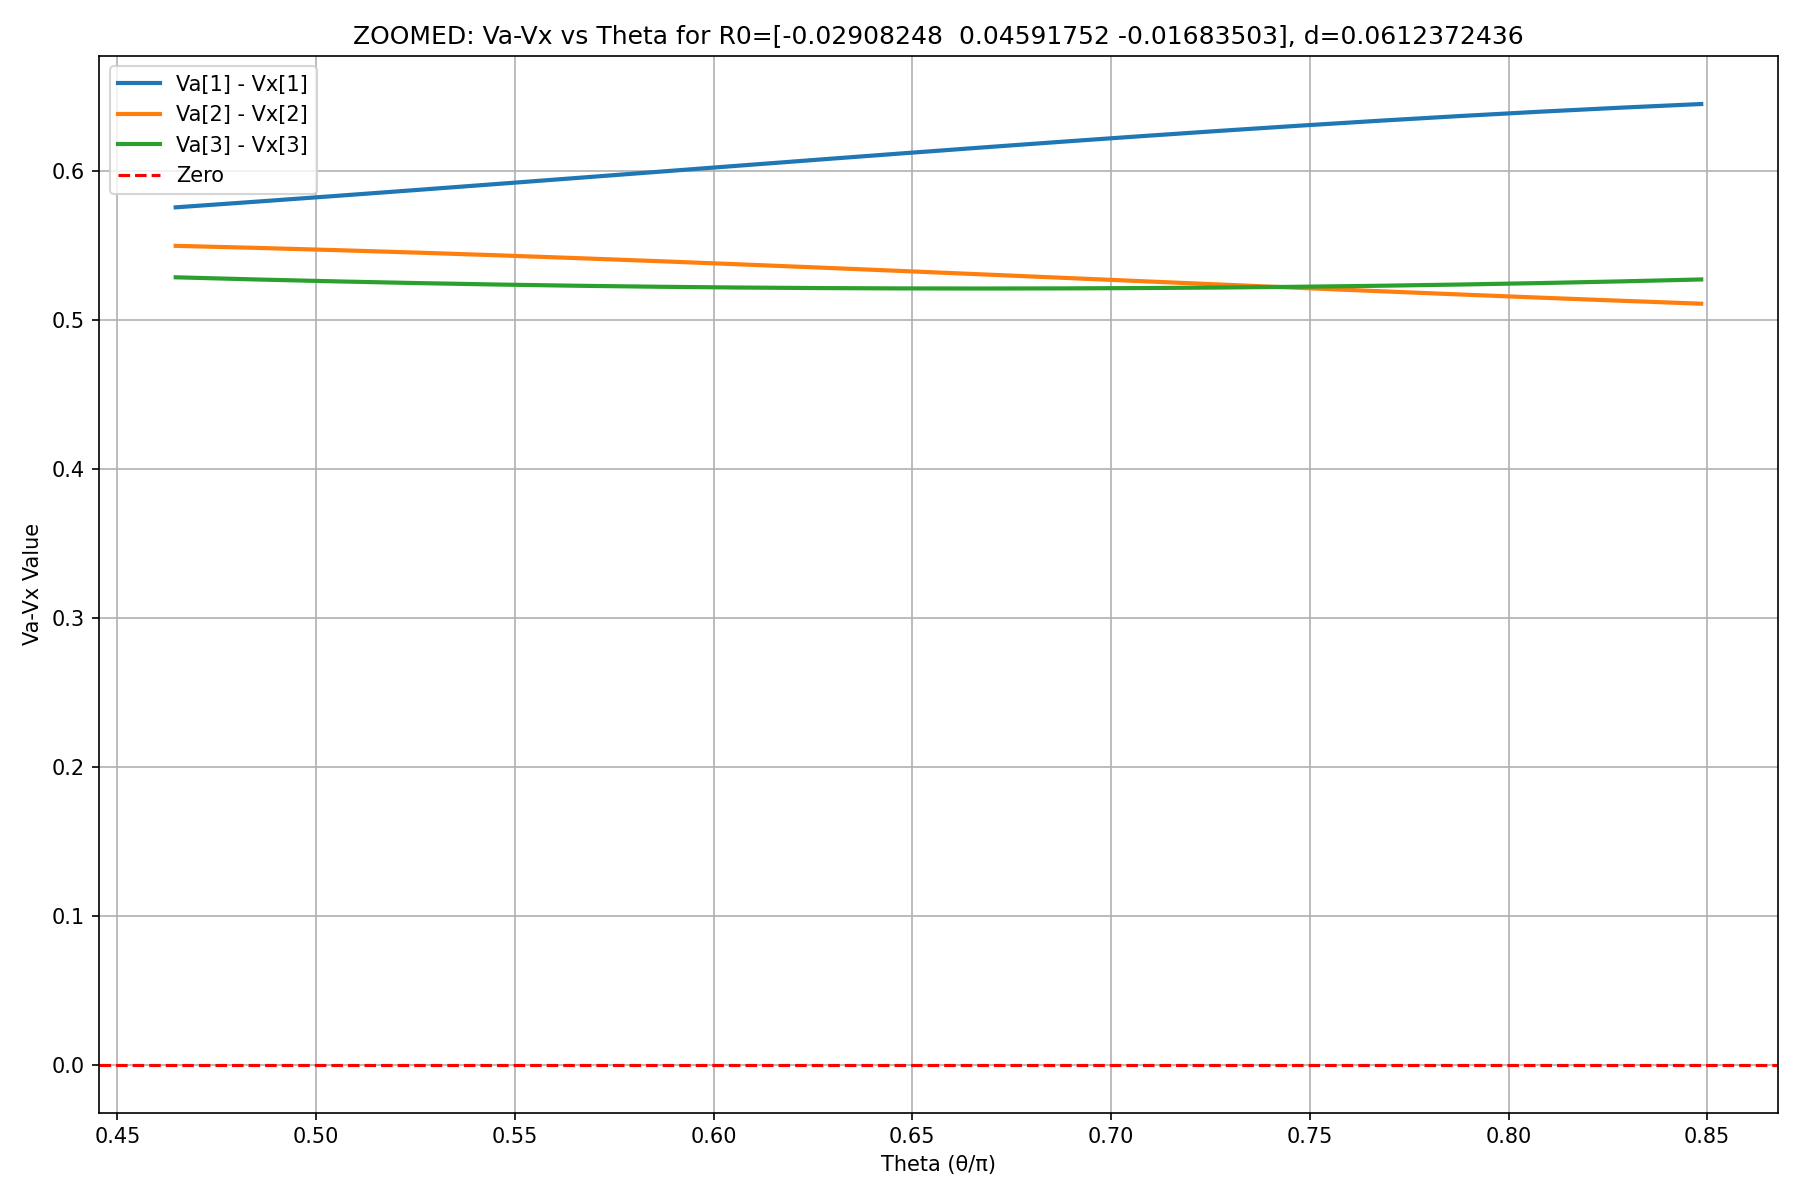 ZOOMED: Va-Vx vs Theta for R0=[-0.02908248  0.04591752 -0.01683503], d=0.0612372436
Va[1] - Vx[1]
Va[2] - Vx[2]
Va[3] - Vx[3]
Zero
Va-Vx Value
0.6
0.5
0.4
0.3
0.2
0.1
0.0
0.45 0.50 0.55 0.60 0.65 0.70 0.75 0.80 0.85
Theta (θ/π)